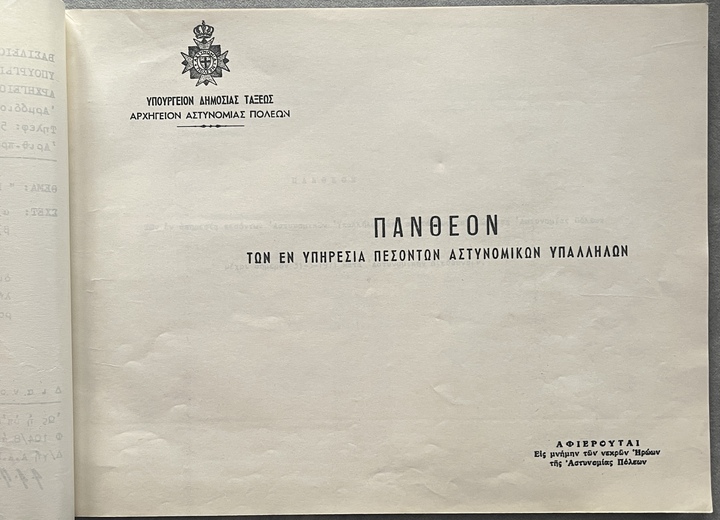 ΥΠΟΥΡΓΕΙΟΝ ΔΗΜΟΣΙΑΣ ΤΑΞΕΩΣ
ΑΡΧΗΓΕΙΟΝ ΑΣΤΥΝΟΜΙΑΣ ΠΟΛΕΩΝ
ΠΑΝΘΕΟΝ
ΤΩΝ ΕΝ ΥΠΗΡΕΣΙΑ ΠΕΣΟΝΤΩΝ ΑΣΤΥΝΟΜΙΚΩΝ ΥΠΑΛΛΗΛΩΝ
ΑΦΙΕΡΟΥΤΑΙ
Εἰς μνήμην τῶν νεκρῶν Ἡρώων
τῆς Ἀστυνομίας Πόλεων